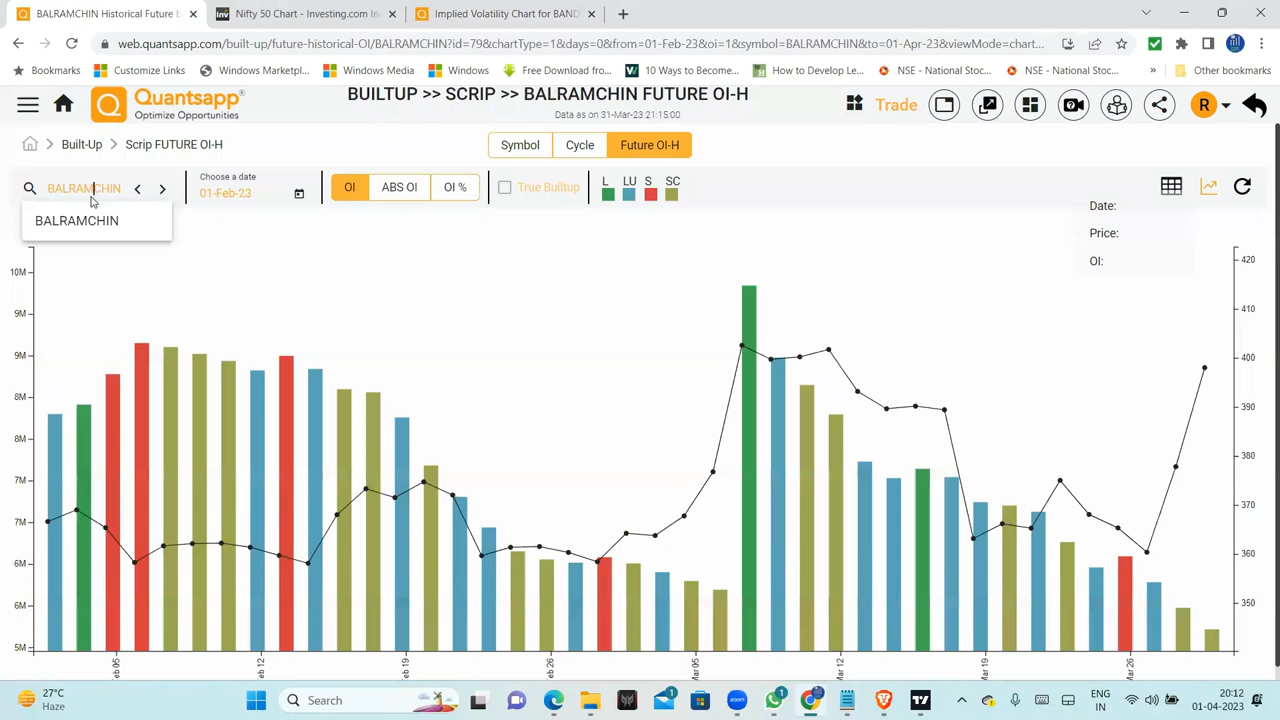 BALRAMCHIN Historical Future b
Nifty 50 Chart - Investing.com In
Implied Volatility Chart for BAND
web.quantsapp.com/built-up/future-historical-OI/BALRAMCHIN?id=79&chartType=1&days=0&from=01-Feb-23&oi=1&symbol=BALRAMCHIN&to=01-Apr-23&viewMode=chart...
Bookmarks
Customize Links
Windows Marketpl...
Windows Media
Windows
Free Download fro...
10 Ways to Become...
How to Develop Le...
NSE - National Stoc...
NSE - National Stoc...
»
Other bookmarks
Quantsapp
Optimize Opportunities
BUILTUP >> SCRIP >> BALRAMCHIN FUTURE OI-H
Data as on 31-Mar-23 21:15:00
Trade
R
Built-Up
Scrip FUTURE OI-H
Symbol
Cycle
Future OI-H
BALRAMCHIN
Choose a date
01-Feb-23
OI
ABS OI
OI %
True Builtup
L LU S SC
BALRAMCHIN
Date:
Price:
OI:
10M
9M
9M
8M
8M
7M
7M
6M
6M
5M
420
410
400
390
380
370
360
350
eb 05
eb 12
eb 19
eb 26
Mar 05
Mar 12
Mar 19
Mar 26
27°C
Haze
Search
1
1
ENG
IN
20:12
01-04-2023